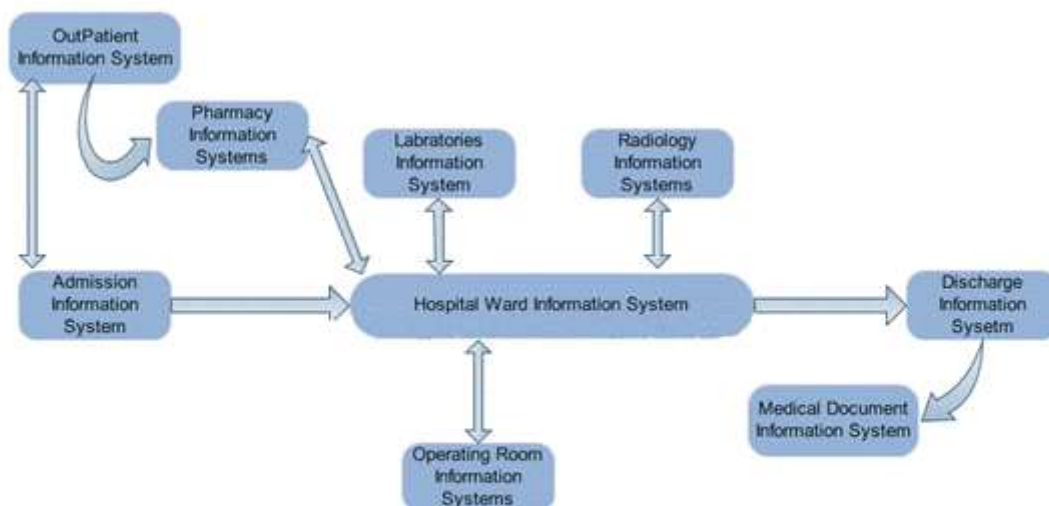 OutPatient
Information System
Pharmacy
Information
Systems
Labratories
Information
System
Radiology
Information
Systems
Admission
Information
System
Hospital Ward Information System
Discharge
Information
Sysetm
Medical Document
Information System
Operating Room
Information
Systems